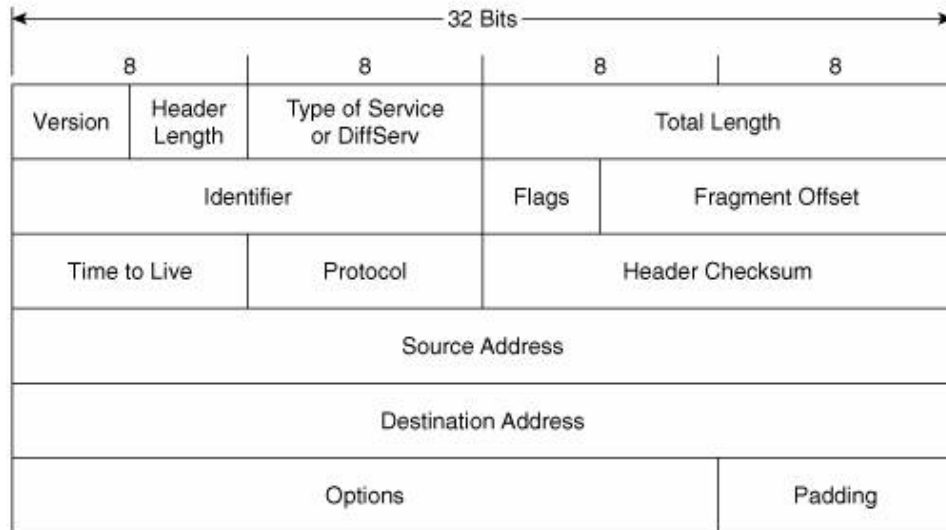 32 Bits
8 8 8 8
Version Header Length Type of Service or DiffServ Total Length
Identifier Flags Fragment Offset
Time to Live Protocol Header Checksum
Source Address
Destination Address
Options Padding